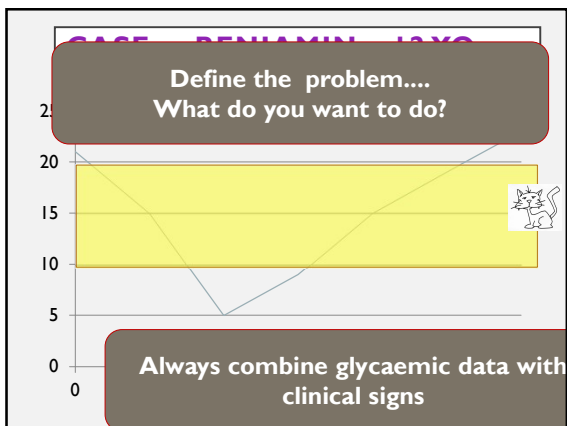 Define the problem....
What do you want to do?
20
15
10
5
0
0
Always combine glycaemic data with
clinical signs